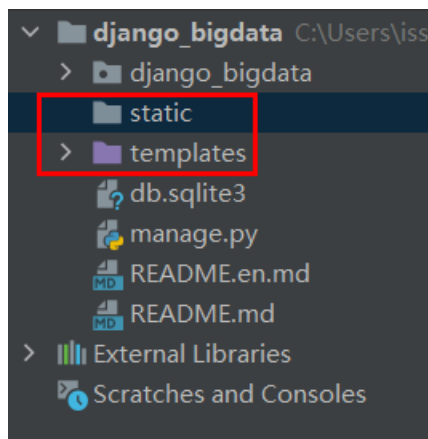 django_bigdata C:\Users\iss
django_bigdata
static
templates
db.sqlite3
manage.py
README.en.md
README.md
External Libraries
Scratches and Consoles